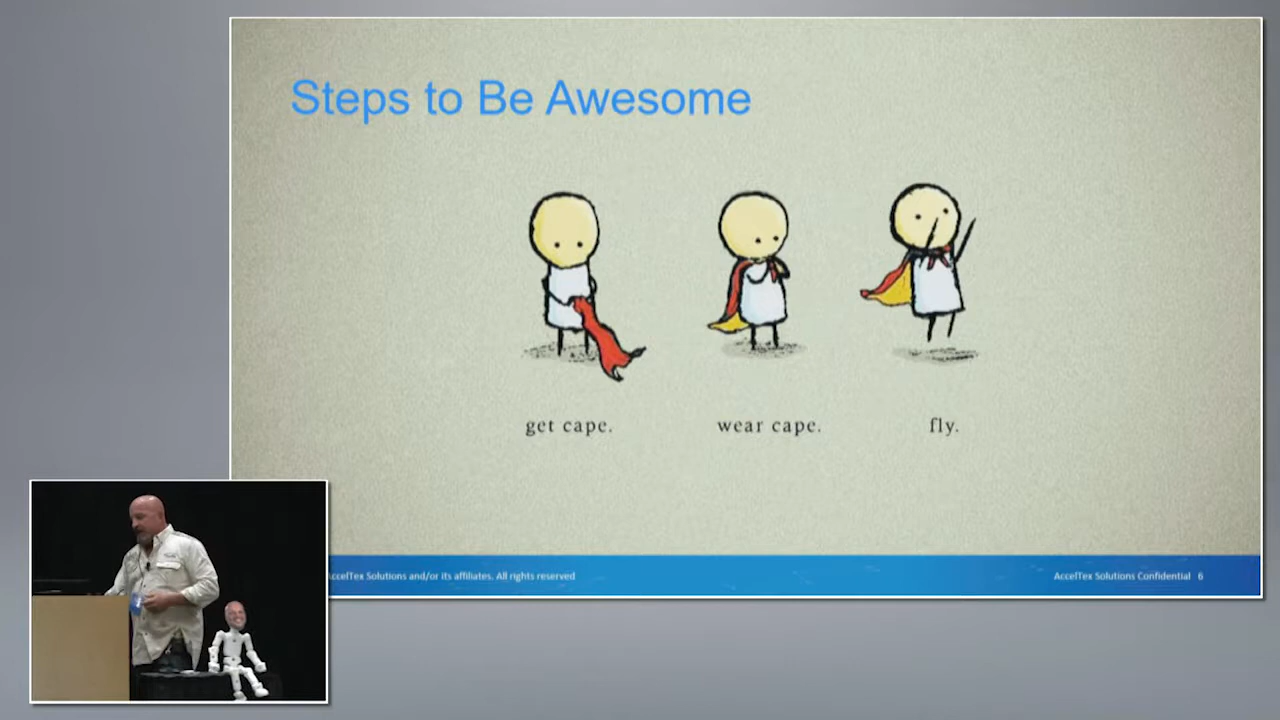 Steps to Be Awesome
get cape.
wear cape.
fly.
AccelTex Solutions and/or its affiliates. All rights reserved
AccelTex Solutions Confidential 6